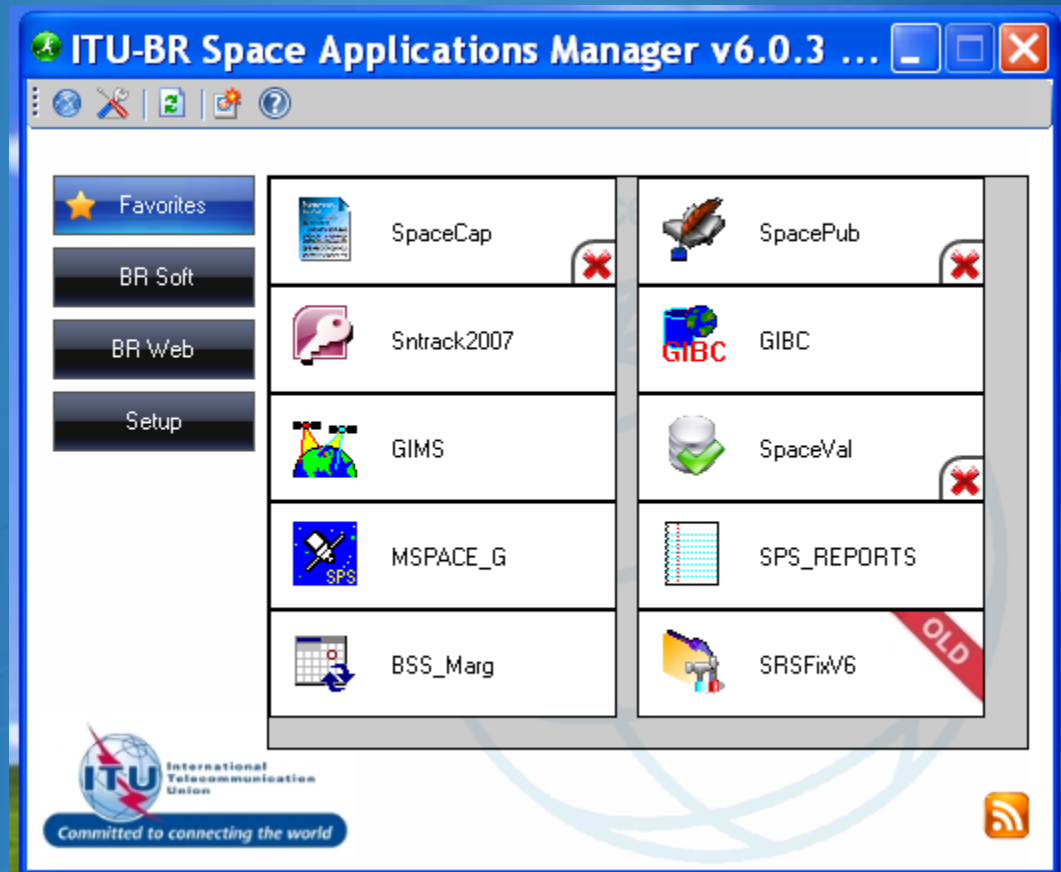 ITU-BR Space Applications Manager v6.0.3 ...
Favorites
BR Soft
BR Web
Setup
SpaceCap
SpacePub
Sntrack2007
GIBC
GIBC
GIMS
SpaceVal
SPS
MSPACE_G
SPS_REPORTS
BSS_Marg
SRSFixV6
OLD
ITU
International
Telecommunication
Union
Committed to connecting the world